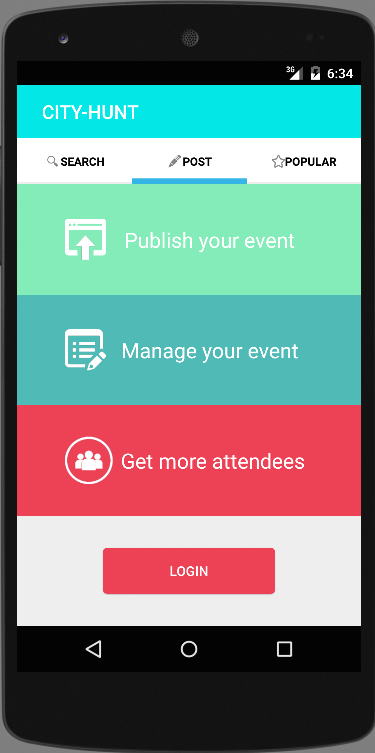 3G 6:34
CITY-HUNT
SEARCH POST POPULAR
Publish your event
Manage your event
Get more attendees
LOGIN